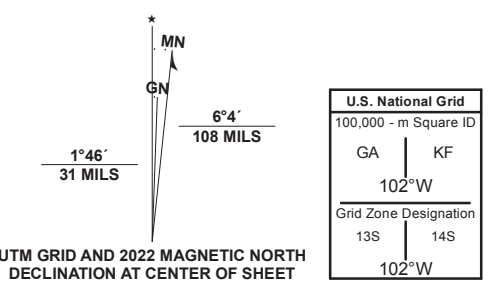 ★
MN
GN
6°4´
108 MILS
1°46´
31 MILS
UTM GRID AND 2022 MAGNETIC NORTH
DECLINATION AT CENTER OF SHEET
U.S. National Grid
100,000 - m Square ID
GA KF
102°W
Grid Zone Designation
13S 14S
102°W